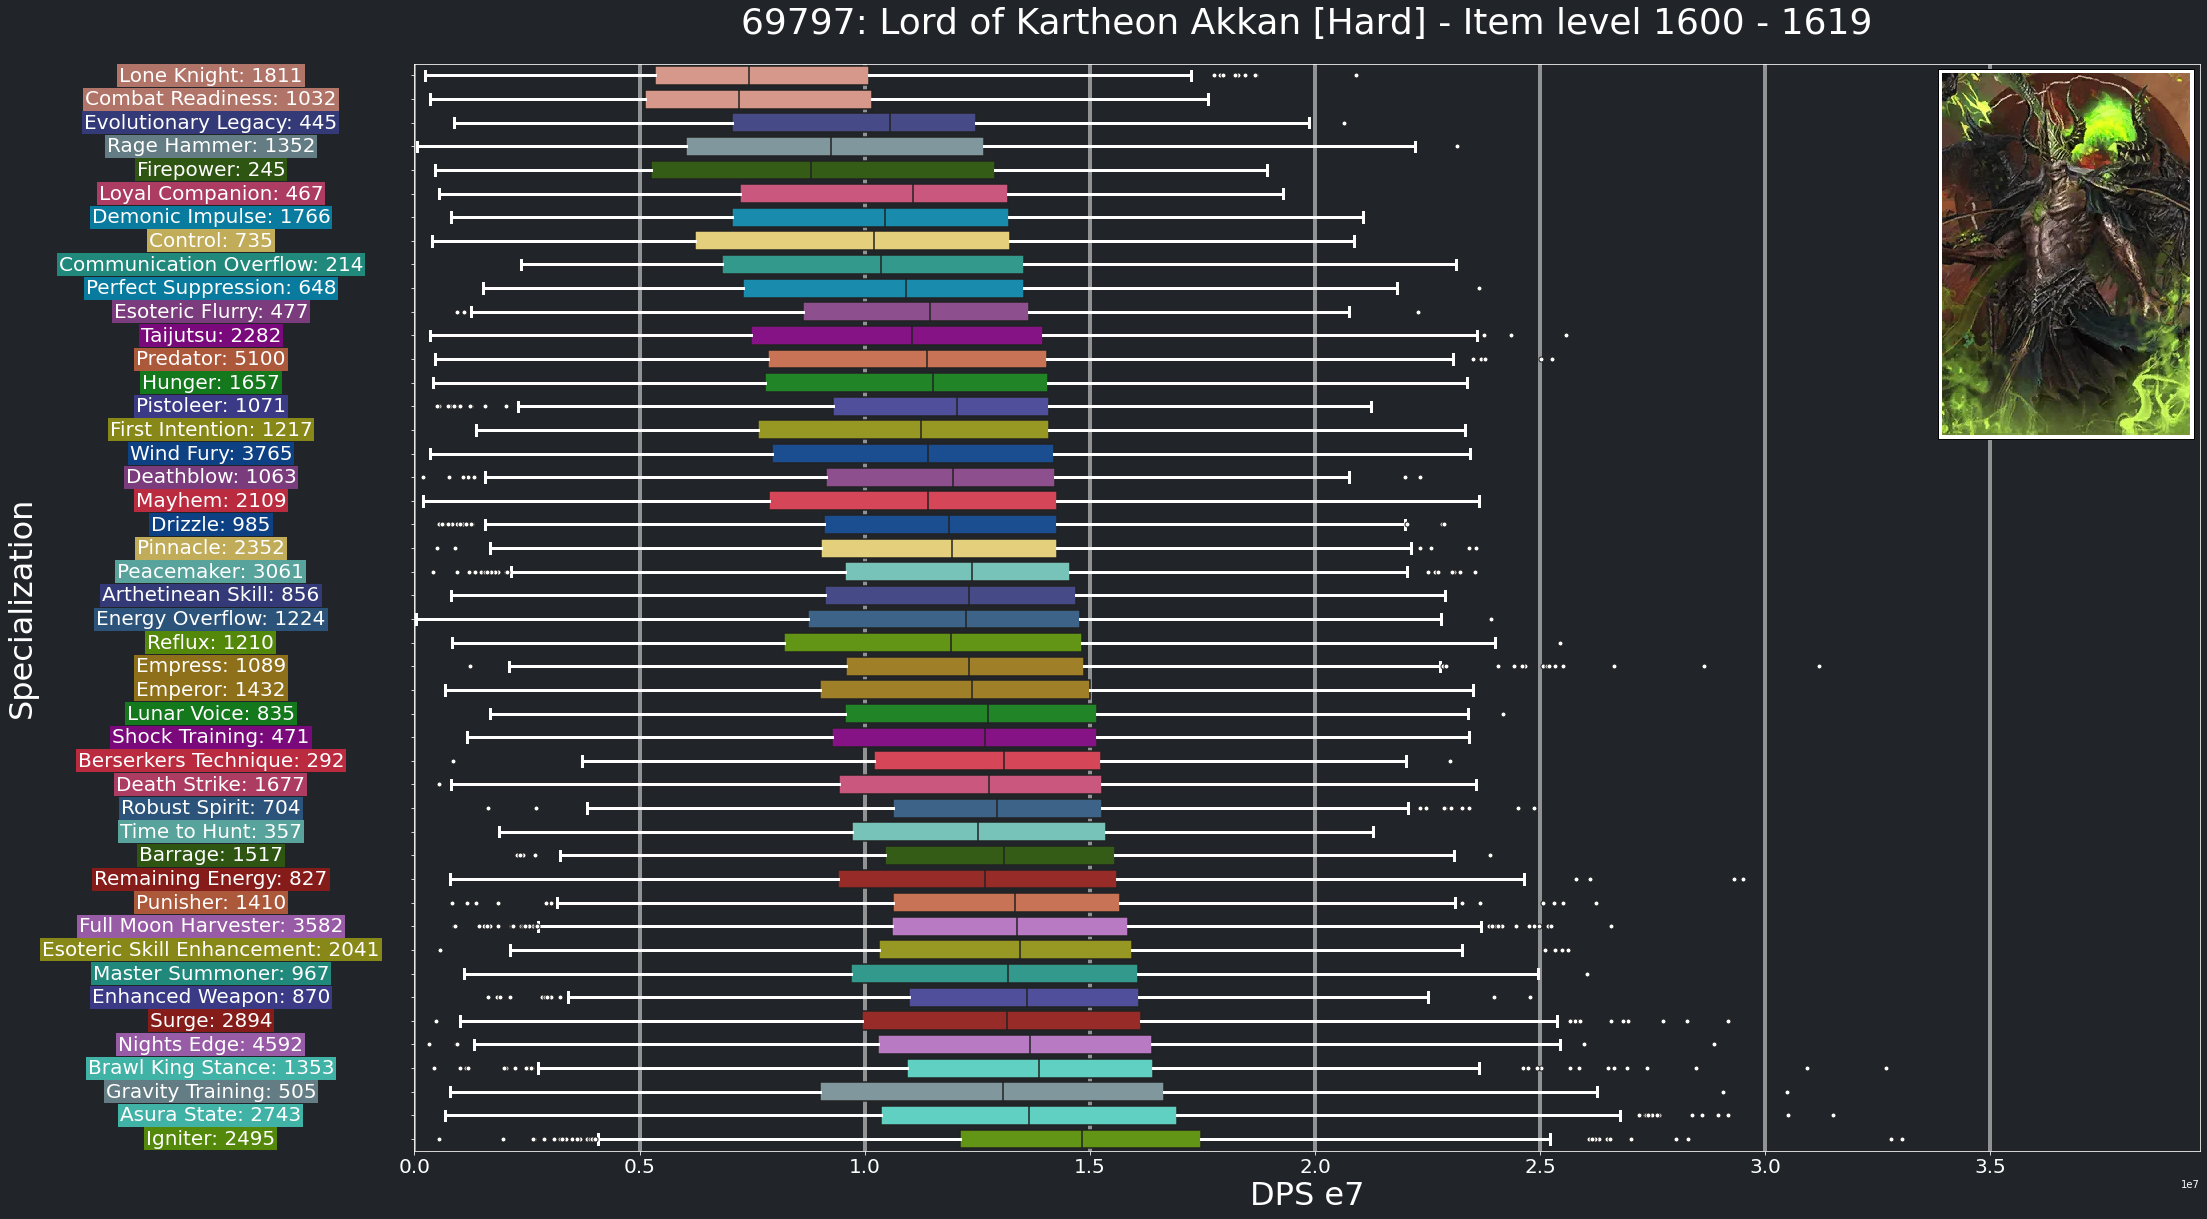 69797: Lord of Kartheon Akkan [Hard] - Item level 1600 - 1619
Specialization
Lone Knight: 1811
Combat Readiness: 1032
Evolutionary Legacy: 445
Rage Hammer: 1352
Firepower: 245
Loyal Companion: 467
Demonic Impulse: 1766
Control: 735
Communication Overflow: 214
Perfect Suppression: 648
Esoteric Flurry: 477
Taijutsu: 2282
Predator: 5100
Hunger: 1657
Pistoleer: 1071
First Intention: 1217
Wind Fury: 3765
Deathblow: 1063
Mayhem: 2109
Drizzle: 985
Pinnacle: 2352
Peacemaker: 3061
Arthetinean Skill: 856
Energy Overflow: 1224
Reflux: 1210
Empress: 1089
Emperor: 1432
Lunar Voice: 835
Shock Training: 471
Berserkers Technique: 292
Death Strike: 1677
Robust Spirit: 704
Time to Hunt: 357
Barrage: 1517
Remaining Energy: 827
Punisher: 1410
Full Moon Harvester: 3582
Esoteric Skill Enhancement: 2041
Master Summoner: 967
Enhanced Weapon: 870
Surge: 2894
Nights Edge: 4592
Brawl King Stance: 1353
Gravity Training: 505
Asura State: 2743
Igniter: 2495
0.0 0.5 1.0 1.5 2.0 2.5 3.0 3.5
1e7
DPS e7